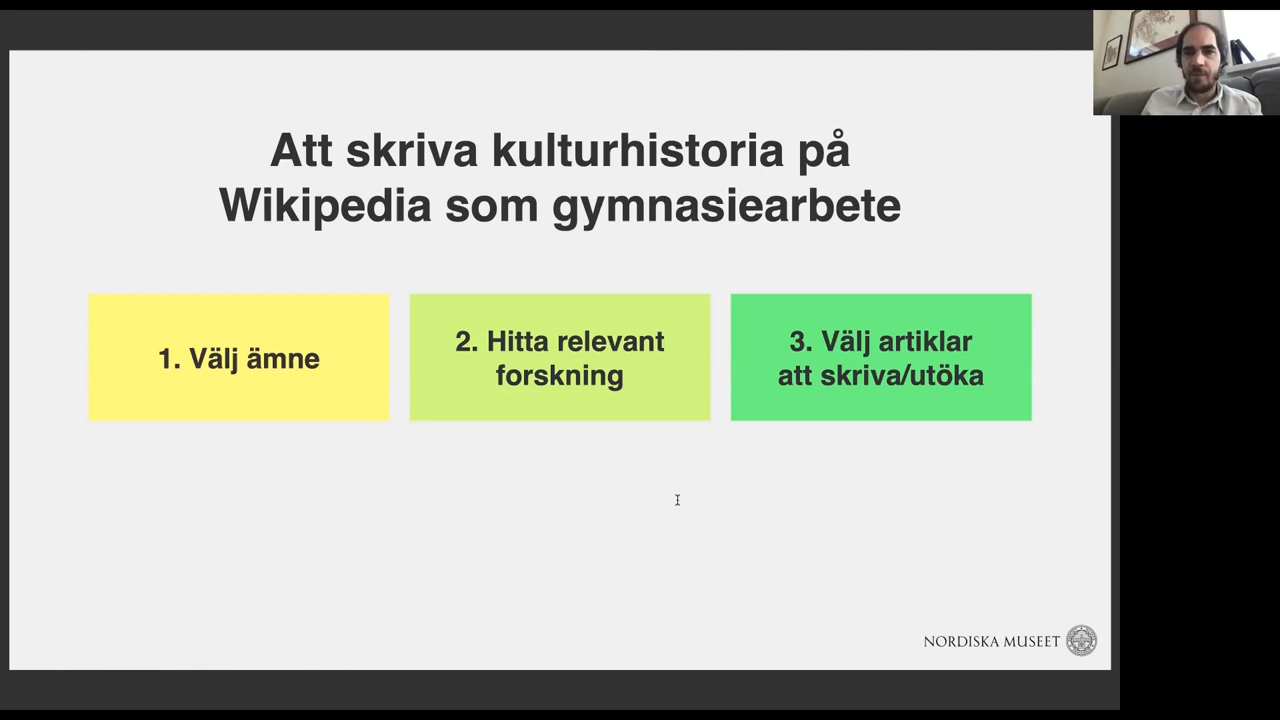 Att skriva kulturhistoria på
Wikipedia som gymnasiearbete
1. Välj ämne
2. Hitta relevant
forskning
3. Välj artiklar
att skriva/utöka
NORDISKA MUSEET